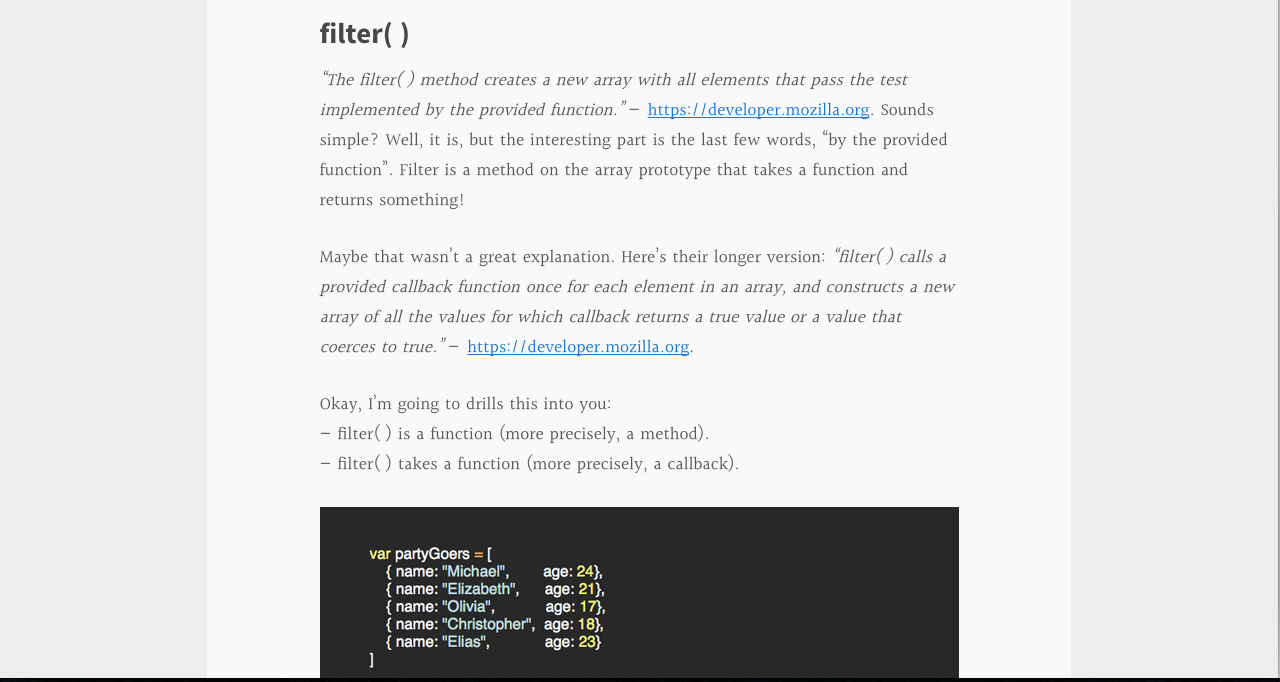 filter( )
“The filter( ) method creates a new array with all elements that pass the test
implemented by the provided function.” – https://developer.mozilla.org. Sounds
simple? Well, it is, but the interesting part is the last few words, “by the provided
function”. Filter is a method on the array prototype that takes a function and
returns something!
Maybe that wasn’t a great explanation. Here’s their longer version: “filter( ) calls a
provided callback function once for each element in an array, and constructs a new
array of all the values for which callback returns a true value or a value that
coerces to true.” – https://developer.mozilla.org.
Okay, I’m going to drills this into you:
– filter( ) is a function (more precisely, a method).
– filter( ) takes a function (more precisely, a callback).
var partyGoers = [
{ name: "Michael", age: 24},
{ name: "Elizabeth", age: 21},
{ name: "Olivia", age: 17},
{ name: "Christopher", age: 18},
{ name: "Elias", age: 23}
]